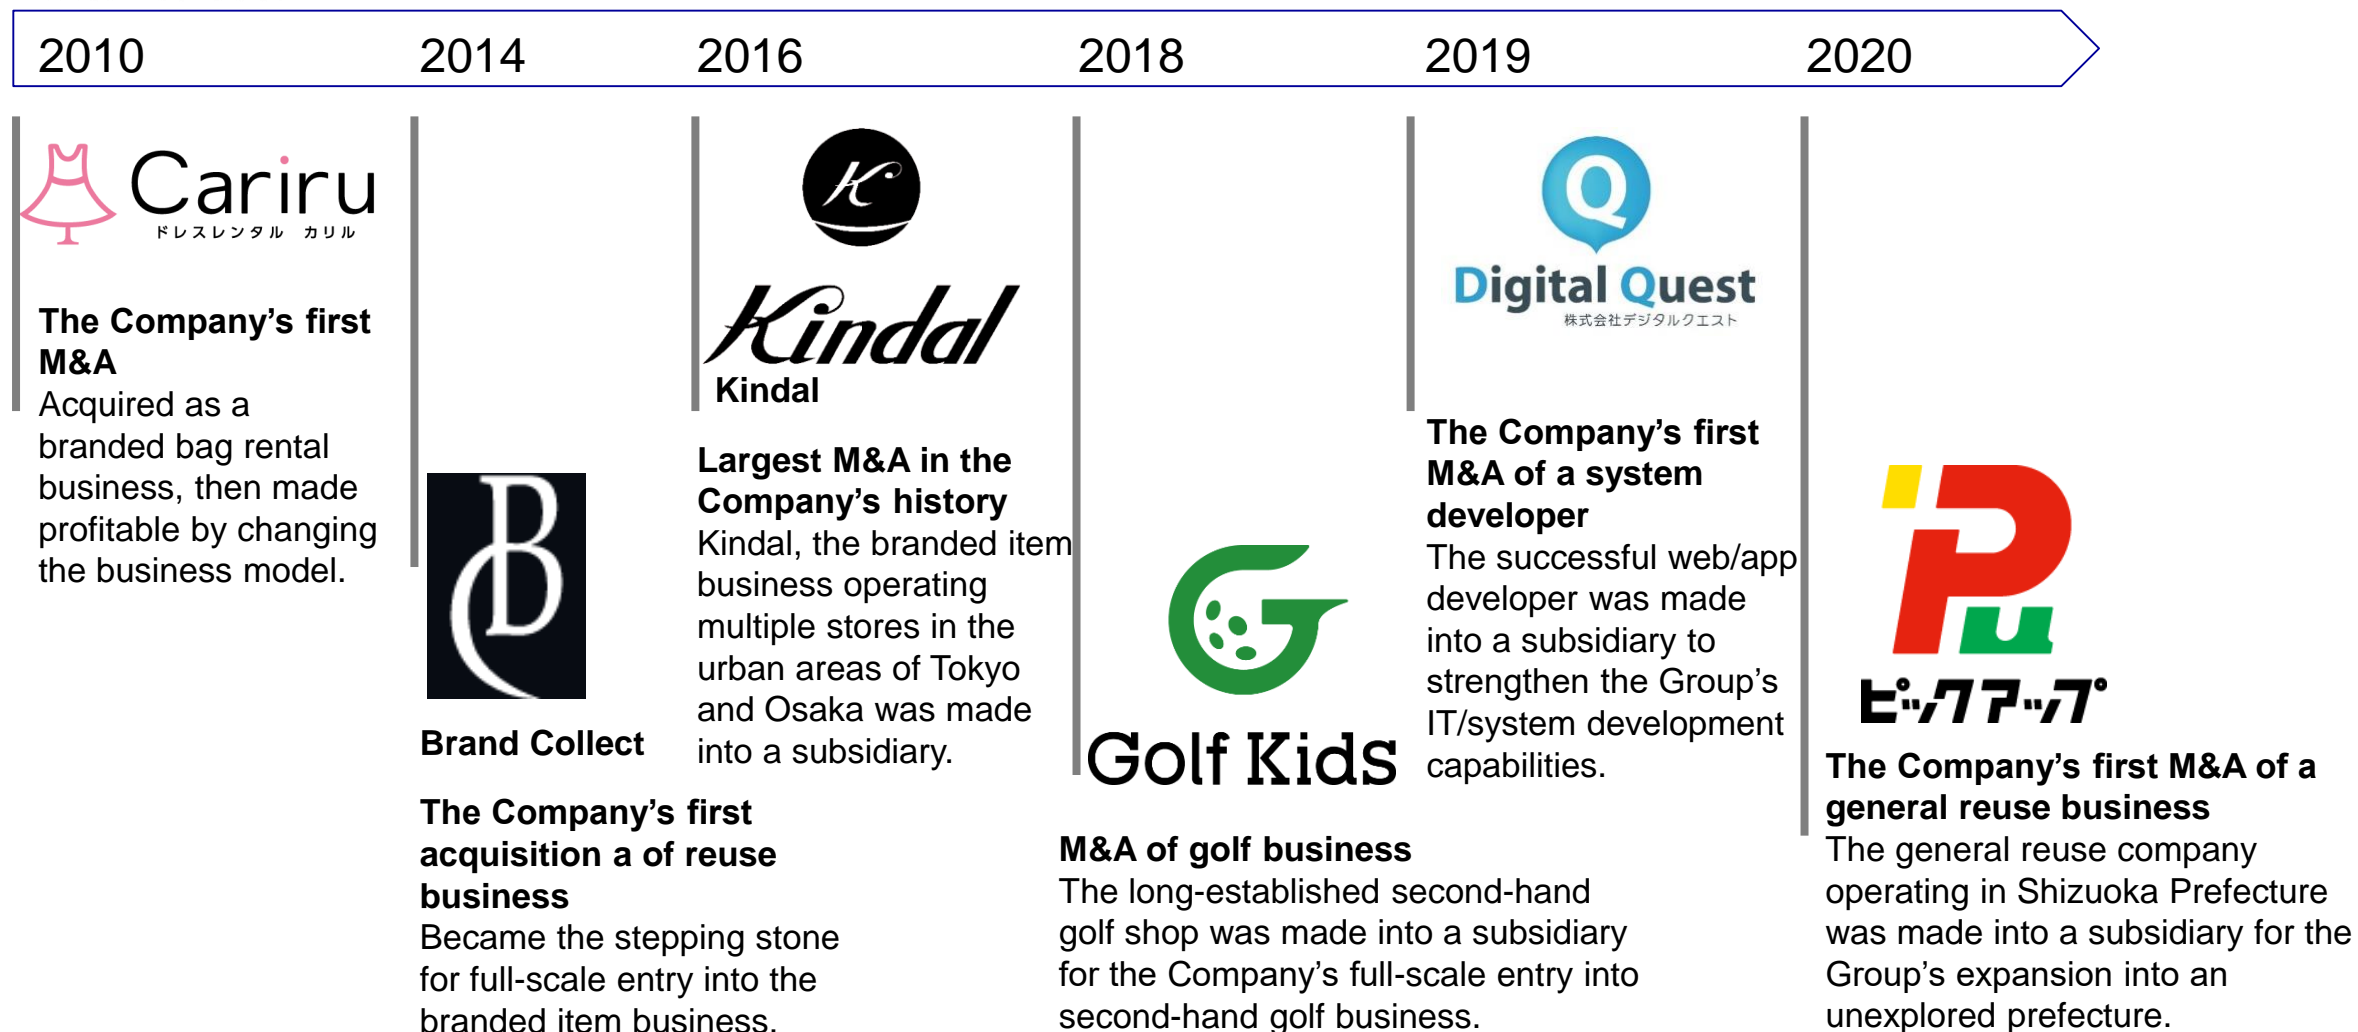 2010
2014
2016
2018
2019
2020
Cariru
ドレスレンタル カリル
The Company’s first
M&A
Acquired as a
branded bag rental
business, then made
profitable by changing
the business model.
BC
Brand Collect
The Company’s first
acquisition a of reuse
business
Became the stepping stone
for full-scale entry into the
branded item business.
K
Kindal
Kindal
Largest M&A in the
Company’s history
Kindal, the branded item
business operating
multiple stores in the
urban areas of Tokyo
and Osaka was made
into a subsidiary.
G
Golf Kids
M&A of golf business
The long-established second-hand
golf shop was made into a subsidiary
for the Company’s full-scale entry into
second-hand golf business.
Q
Digital Quest
株式会社デジタルクエスト
The Company’s first
M&A of a system
developer
The successful web/app
developer was made
into a subsidiary to
strengthen the Group’s
IT/system development
capabilities.
Pu
ピックアップ
The Company’s first M&A of a
general reuse business
The general reuse company
operating in Shizuoka Prefecture
was made into a subsidiary for the
Group’s expansion into an
unexplored prefecture.